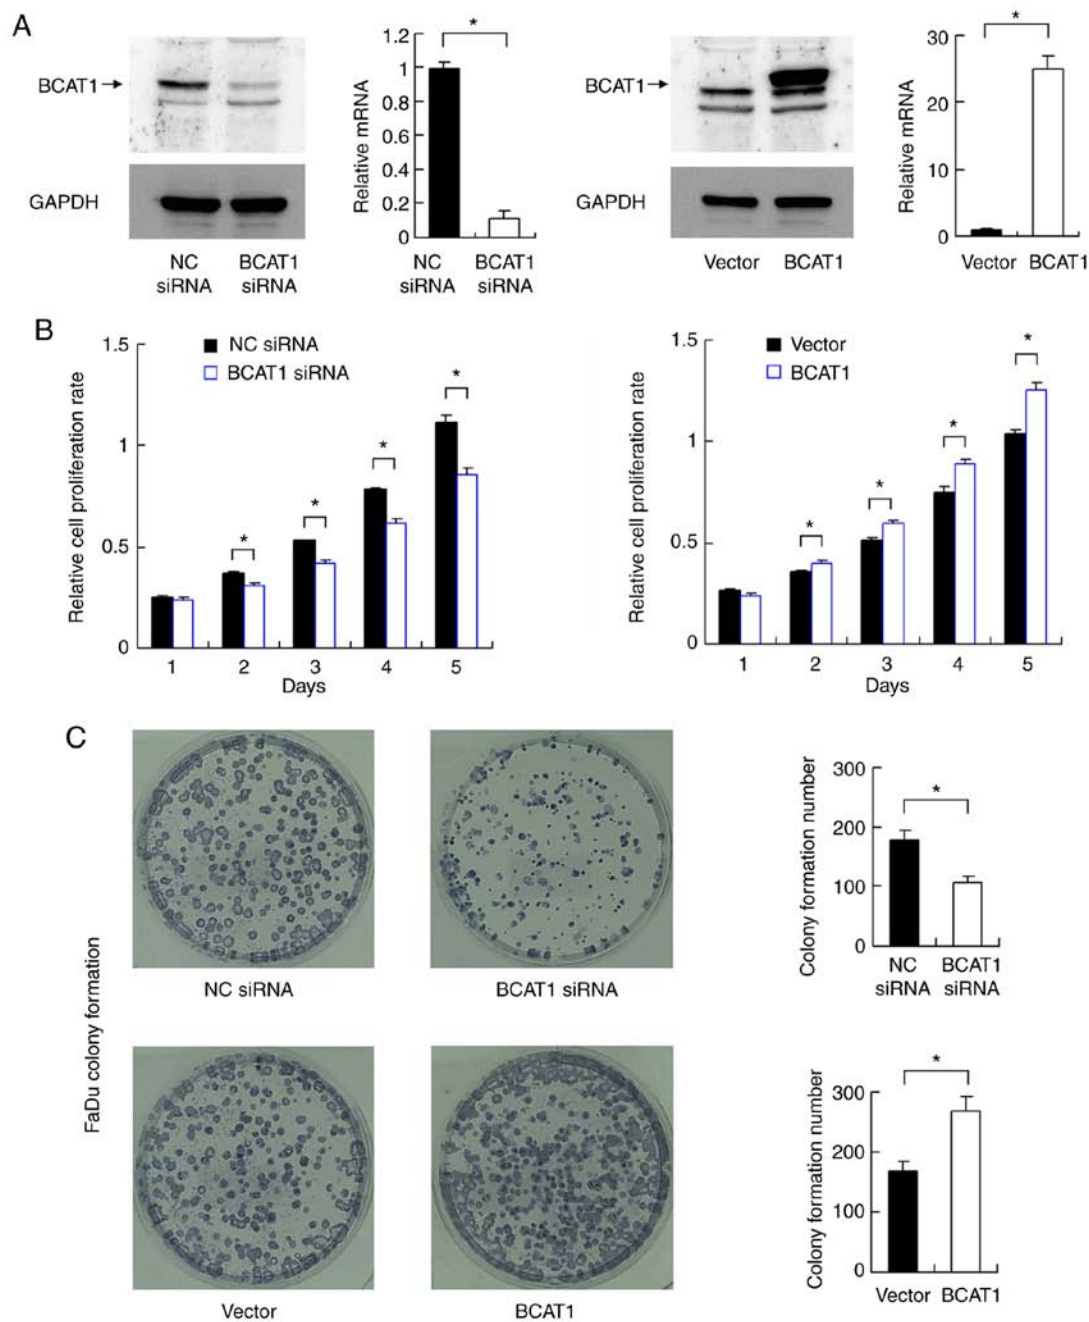 A
BCAT1
GAPDH
NC
siRNA
BCAT1
siRNA
Relative mRNA
1.2
1
0.8
0.6
0.4
0.2
0
*
NC
siRNA
BCAT1
siRNA
BCAT1
Vector
BCAT1
Relative mRNA
30
20
10
0
*
Vector
BCAT1
B
Relative cell proliferation rate
1.5
1
0.5
0
NC siRNA
BCAT1 siRNA
*
*
*
*
1
2
3
4
5
Days
Relative cell proliferation rate
1.5
1
0.5
0
Vector
BCAT1
*
*
*
*
1
2
3
4
5
Days
C
FaDu colony formation
NC siRNA
BCAT1 siRNA
Colony formation number
300
200
100
0
*
NC
siRNA
BCAT1
siRNA
Vector
BCAT1
Colony formation number
300
200
100
0
*
Vector
BCAT1